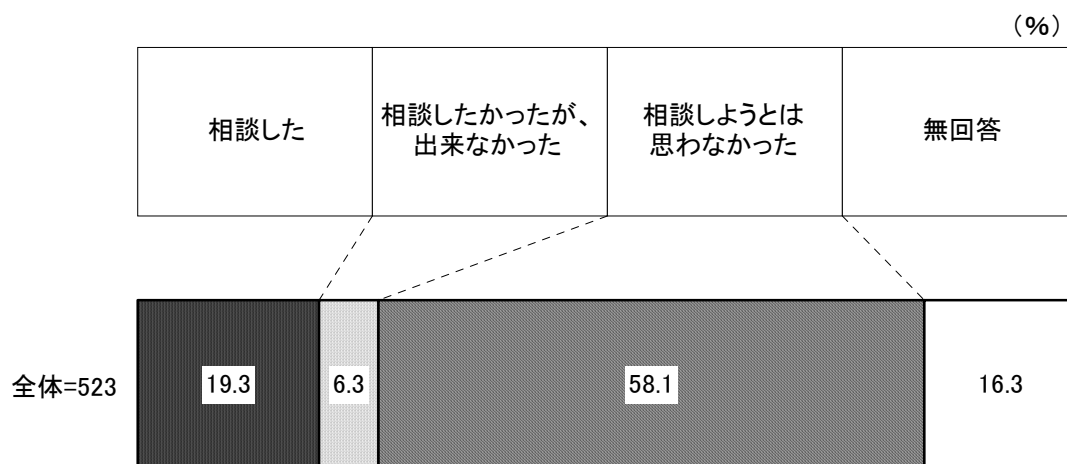 （％）
相談した
相談したかったが、
出来なかった
相談しようとは
思わなかった
無回答
全体=523
19.3
6.3
58.1
16.3